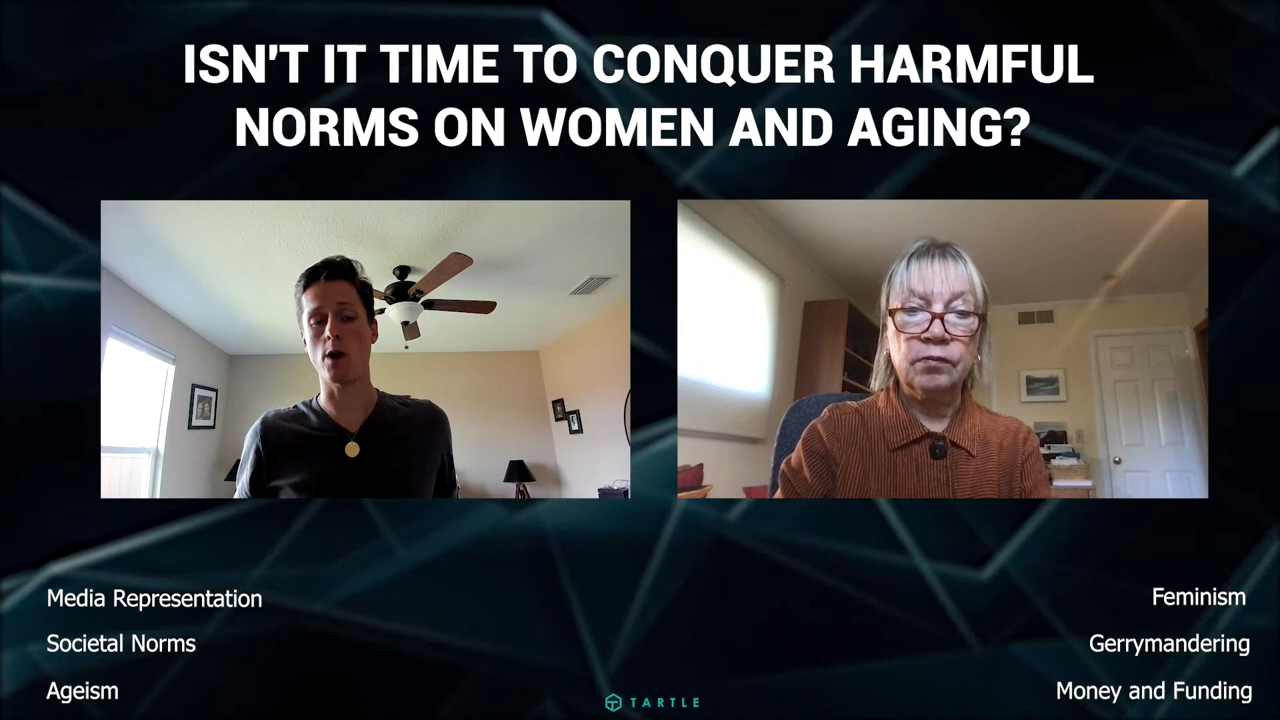 ISN'T IT TIME TO CONQUER HARMFUL
NORMS ON WOMEN AND AGING?
Media Representation
Societal Norms
Ageism
Feminism
Gerrymandering
Money and Funding
TARTLE